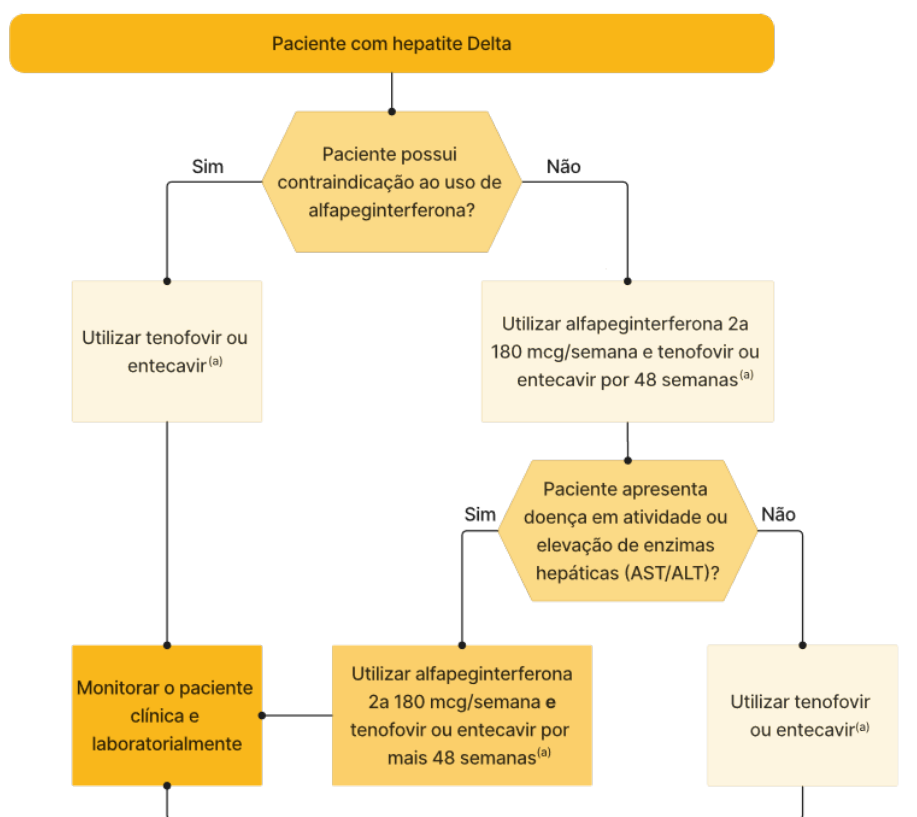 Paciente com hepatite Delta
Sim
Paciente possui
contraindicação ao uso de
alfapeginterferona?
Não
Utilizar tenofovir ou
entecavir(a)
Utilizar alfapeginterferona 2a
180 mcg/semana e tenofovir ou
entecavir por 48 semanas(a)
Sim
Paciente apresenta
doença em atividade ou
elevação de enzimas
hepáticas (AST/ALT)?
Não
Monitorar o paciente
clínica e
laboratorialmente
Utilizar alfapeginterferona
2a 180 mcg/semana e
tenofovir ou entecavir por
mais 48 semanas(a)
Utilizar tenofovir
ou entecavir(a)